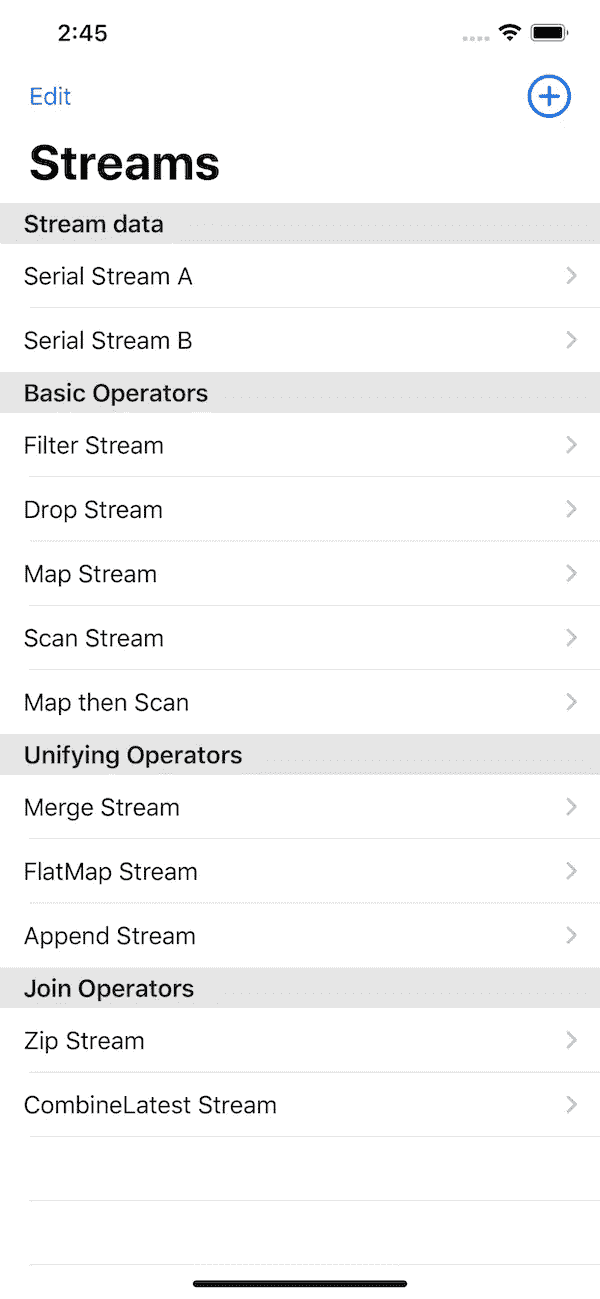 2:45
Edit
Streams
Stream data
Serial Stream A
Serial Stream B
Basic Operators
Filter Stream
Drop Stream
Map Stream
Scan Stream
Map then Scan
Unifying Operators
Merge Stream
FlatMap Stream
Append Stream
Join Operators
Zip Stream
CombineLatest Stream